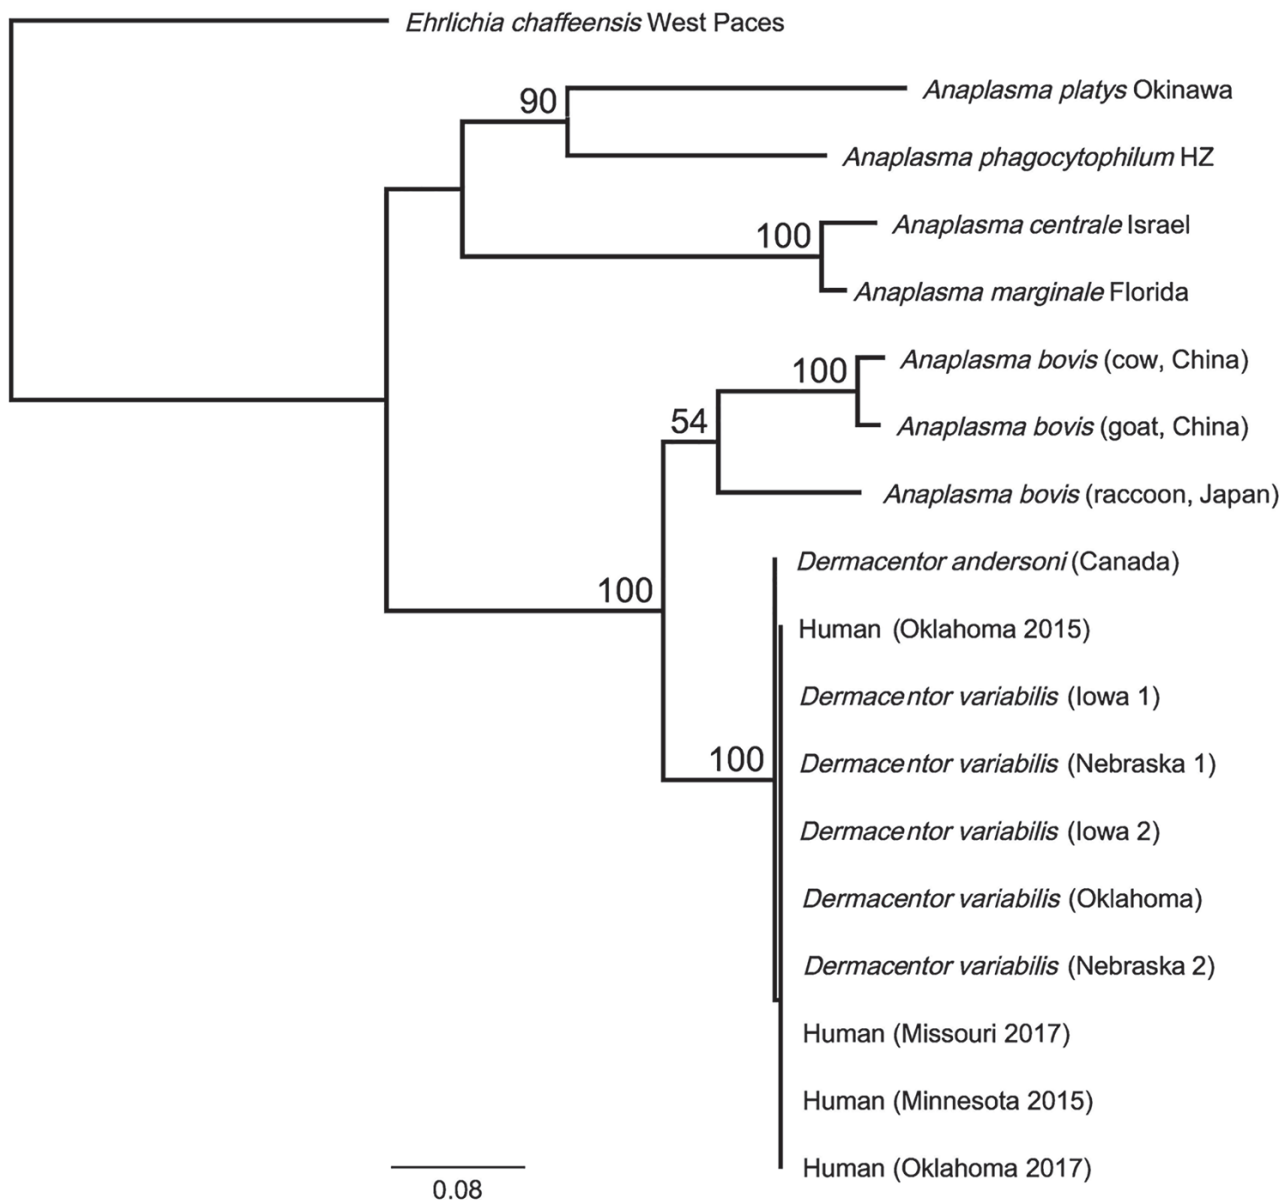 Ehrlichia chaffeensis West Paces
90
Anaplasma platys Okinawa
Anaplasma phagocytophilum HZ
100
Anaplasma centrale Israel
Anaplasma marginale Florida
100
Anaplasma bovis (cow, China)
54
Anaplasma bovis (goat, China)
Anaplasma bovis (raccoon, Japan)
Dermacentor andersoni (Canada)
100
Human (Oklahoma 2015)
Dermacentor variabilis (Iowa 1)
100
Dermacentor variabilis (Nebraska 1)
Dermacentor variabilis (Iowa 2)
Dermacentor variabilis (Oklahoma)
Dermacentor variabilis (Nebraska 2)
Human (Missouri 2017)
Human (Minnesota 2015)
Human (Oklahoma 2017)
0.08